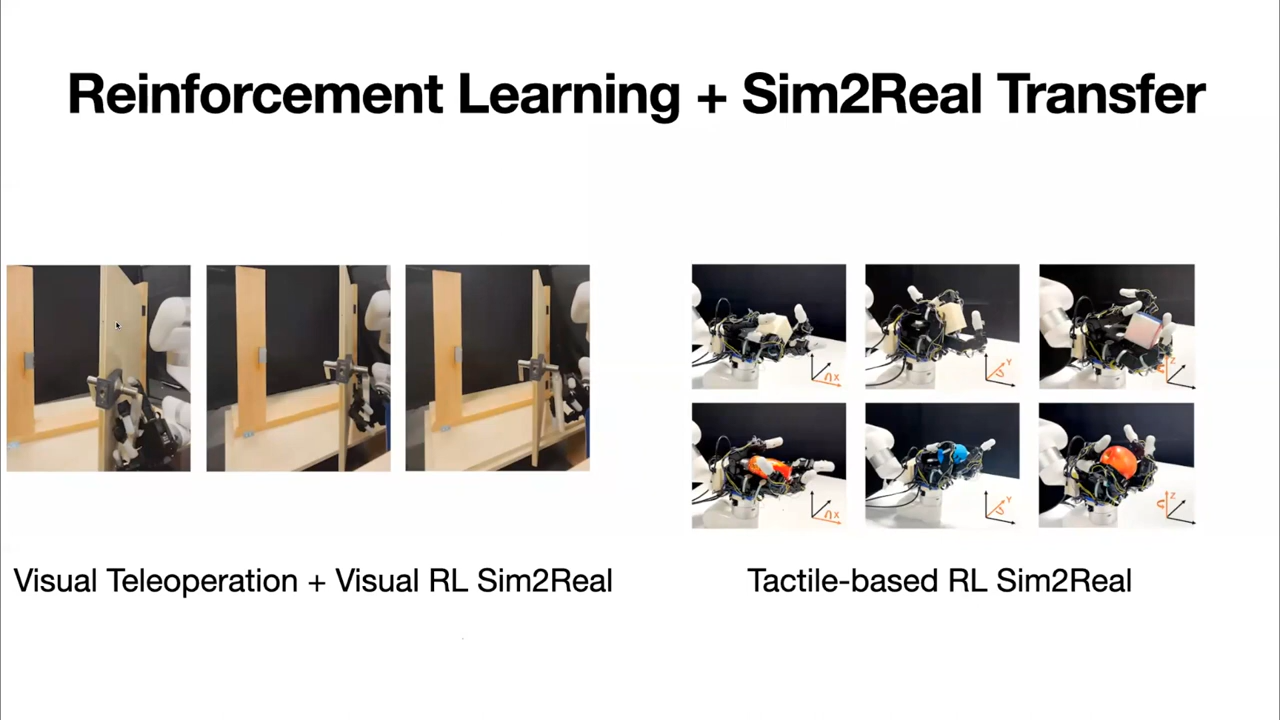 Reinforcement Learning + Sim2Real Transfer
X
Y
Z
X
Y
Z
Visual Teleoperation + Visual RL Sim2Real
Tactile-based RL Sim2Real